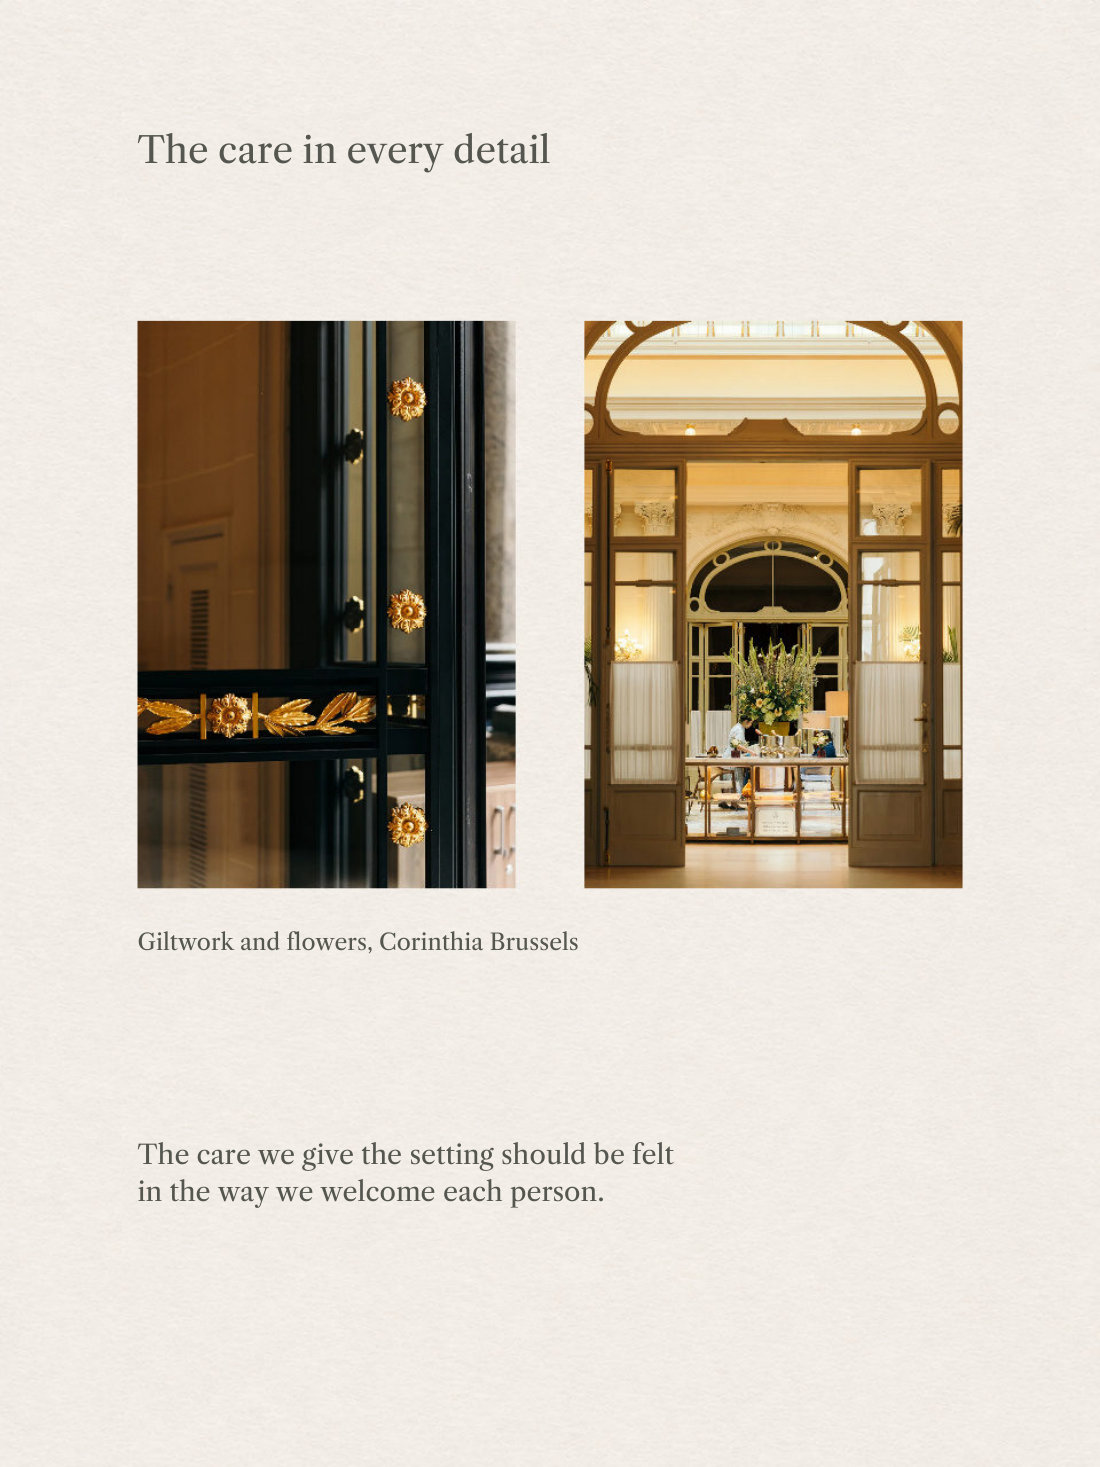 The care in every detail
Giltwork and flowers, Corinthia Brussels
The care we give the setting should be felt
in the way we welcome each person.